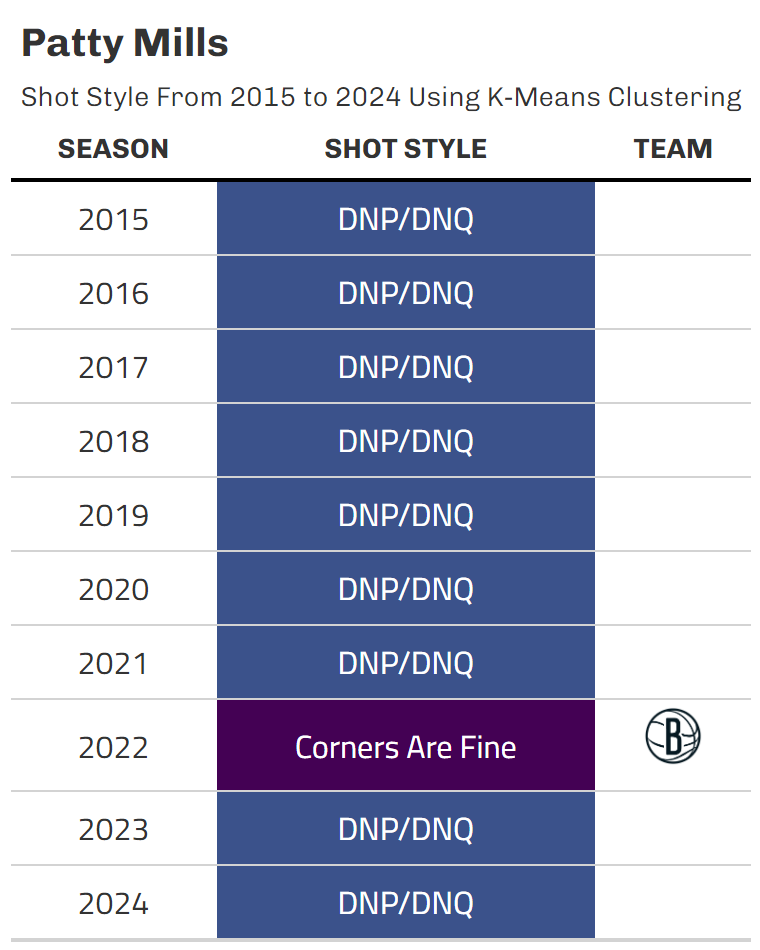 Patty Mills
Shot Style From 2015 to 2024 Using K-Means Clustering
SEASON SHOT STYLE TEAM
2015 DNP/DNQ
2016 DNP/DNQ
2017 DNP/DNQ
2018 DNP/DNQ
2019 DNP/DNQ
2020 DNP/DNQ
2021 DNP/DNQ
2022 Corners Are Fine B
2023 DNP/DNQ
2024 DNP/DNQ